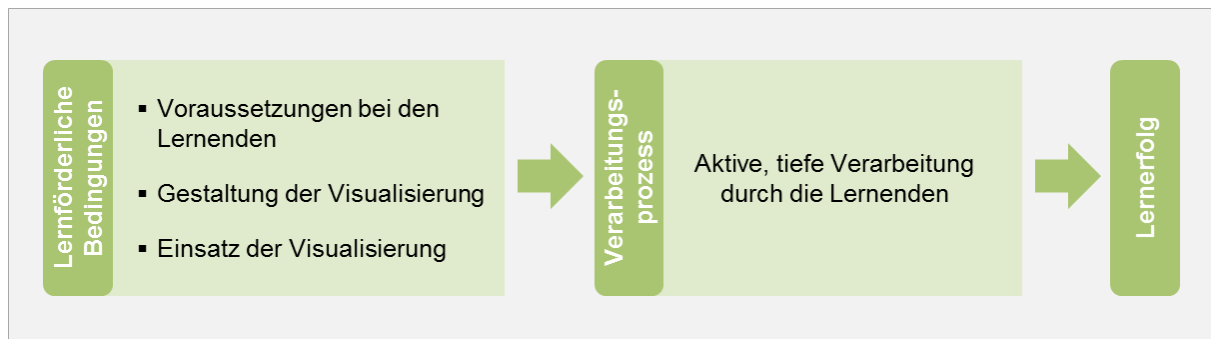 Lernförderliche
Bedingungen
▪ Voraussetzungen bei den
Lernenden
▪ Gestaltung der Visualisierung
▪ Einsatz der Visualisierung
Verarbeitungs-
prozess
Aktive, tiefe Verarbeitung
durch die Lernenden
Lernerfolg